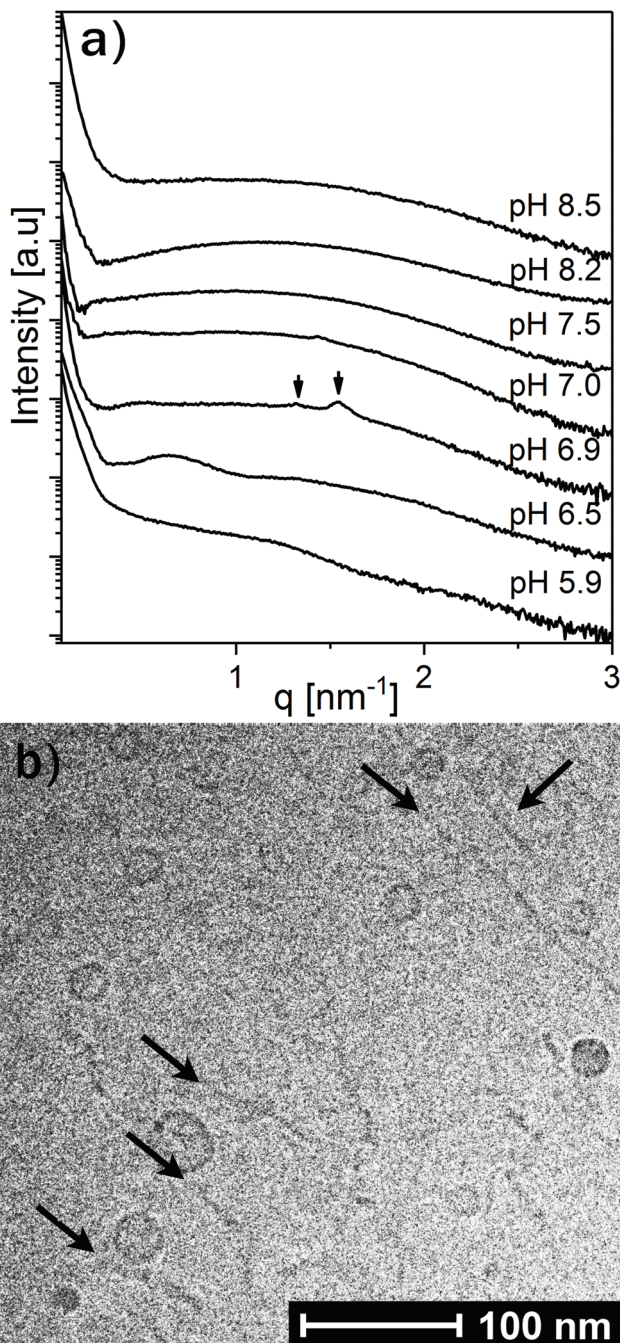 a)
Intensity [a.u]
pH 8.5
pH 8.2
pH 7.5
pH 7.0
pH 6.9
pH 6.5
pH 5.9
1
2
3
q [nm⁻¹]
b)
100 nm